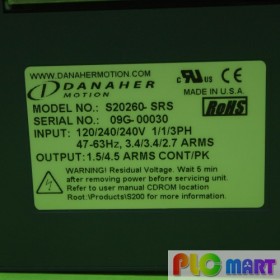 WWW.DANAHERMOTION.COM
DANAHER
MOTION
c UL US
MADE IN
U.S.A.
RoHS
MODEL NO.: S20260- SRS
SERIAL NO.: 09G- 00030
INPUT: 120/240/240V 1/1/3PH
47-63Hz, 3.4/3.4/2.7 ARMS
OUTPUT: 1.5/4.5 ARMS CONT/PK
WARNING! Residual Voltage. Wait 5 min
after removing power before servicing.
Refer to user manual CDROM location
Root:\Products\S200 for more information.
PLC mart